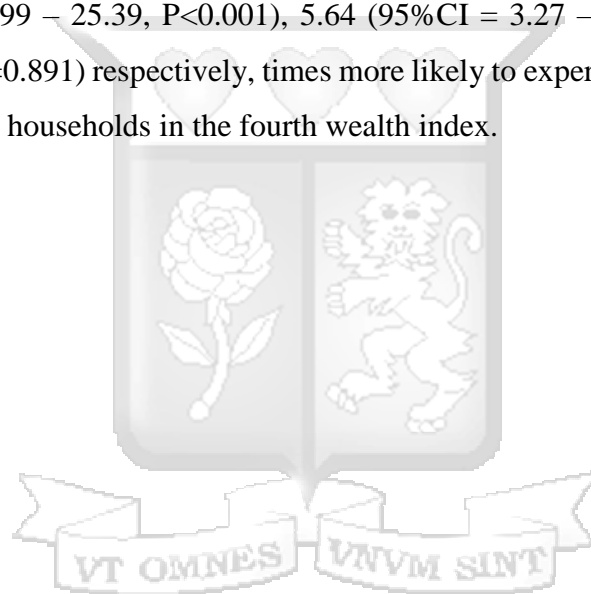 99 – 25.39, P<0.001), 5.64 (95%CI = 3.27 –
0.891) respectively, times more likely to exper
households in the fourth wealth index.
VT OMNES VNVM SINT